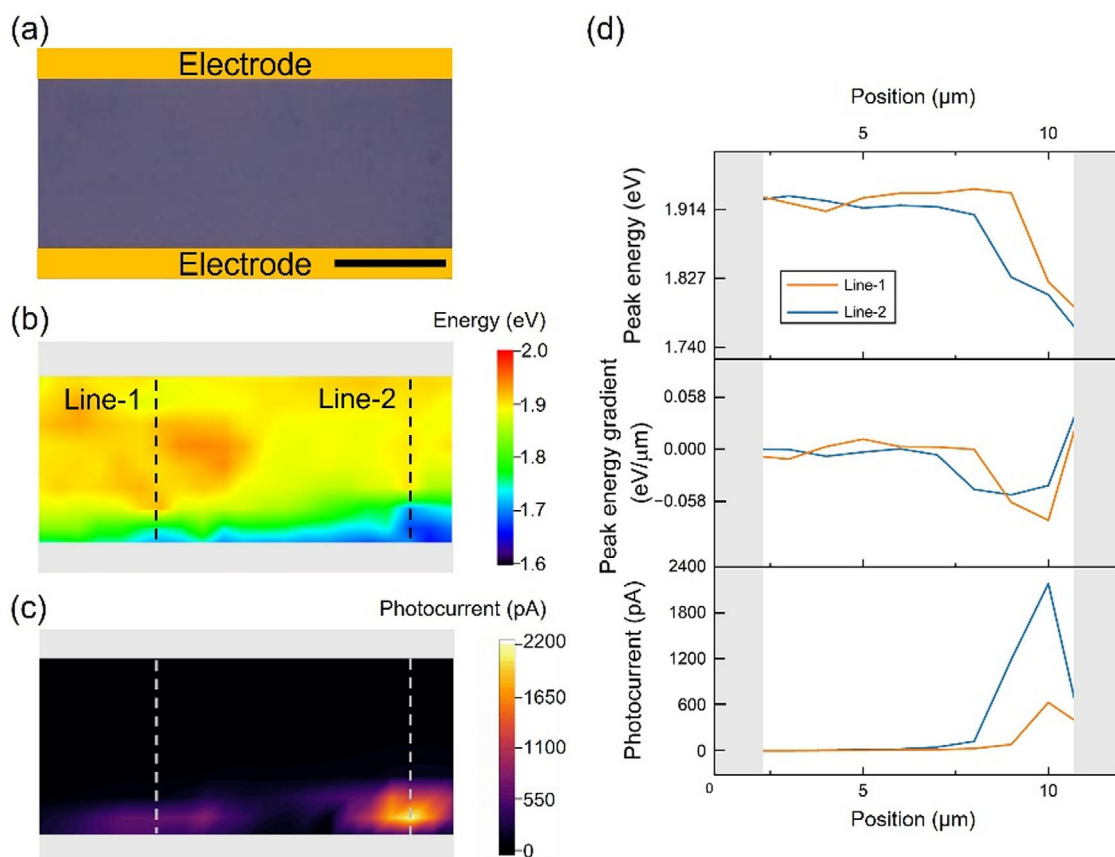 (a)
Electrode
Electrode
(b)
Energy (eV)
Line-1
Line-2
2.0
1.9
1.8
1.7
1.6
(c)
Photocurrent (pA)
2200
1650
1100
550
0
(d)
Position (µm)
5
10
Peak energy (eV)
1.914
1.827
1.740
Line-1
Line-2
Peak energy gradient
(eV/µm)
0.058
0.000
−0.058
Photocurrent (pA)
2400
1800
1200
600
0
0
5
10
Position (µm)